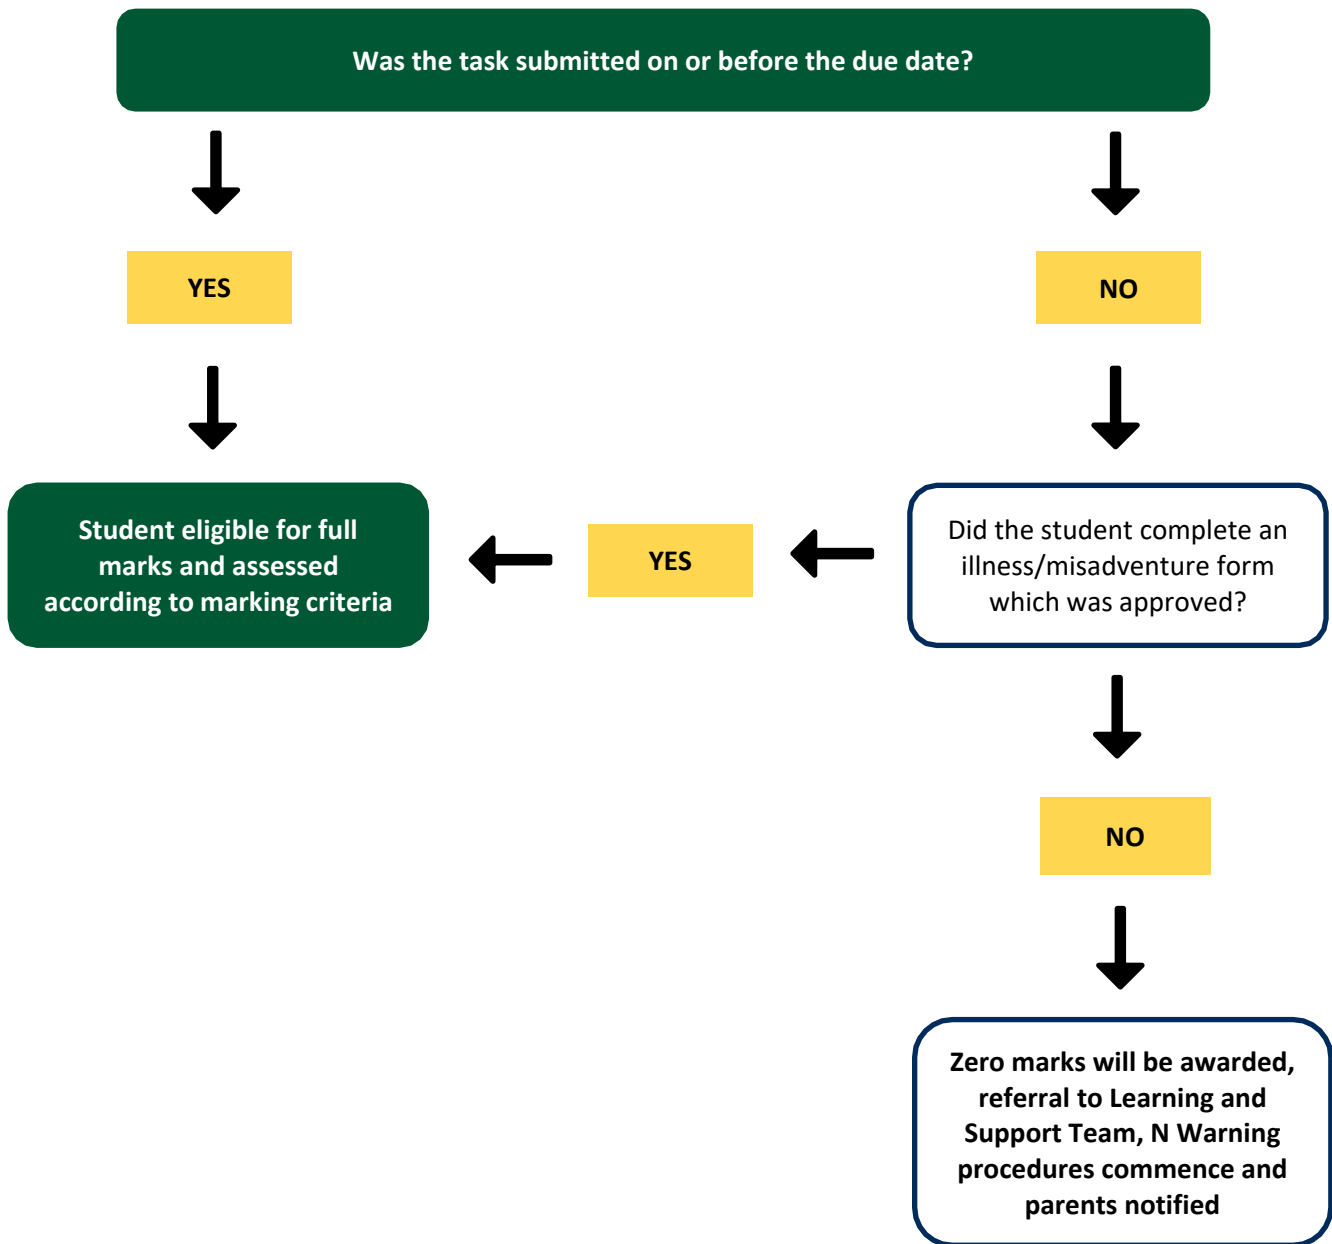 Was the task submitted on or before the due date?
YES
NO
Student eligible for full
marks and assessed
according to marking criteria
YES
Did the student complete an
illness/misadventure form
which was approved?
NO
Zero marks will be awarded,
referral to Learning and
Support Team, N Warning
procedures commence and
parents notified